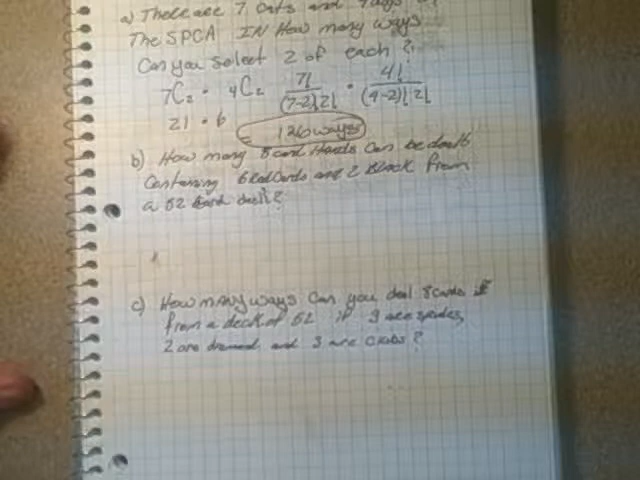 a) There are 7 Cats and 4 dogs at
The SPCA IN How many ways
Can you Select 2 of each?
7C2 · 4C2 7!/(7-2)!2! · 4!/(4-2)!2!
21 · 6 = 126 ways
b) How many 8 card Hands Can be dealt
Containing 6 Red Cards and 2 Black from
a 52 Card deck?
c) How many ways Can you deal 8 cards
from a deck of 52 if 3 are spades,
2 are diamond and 3 are clubs?